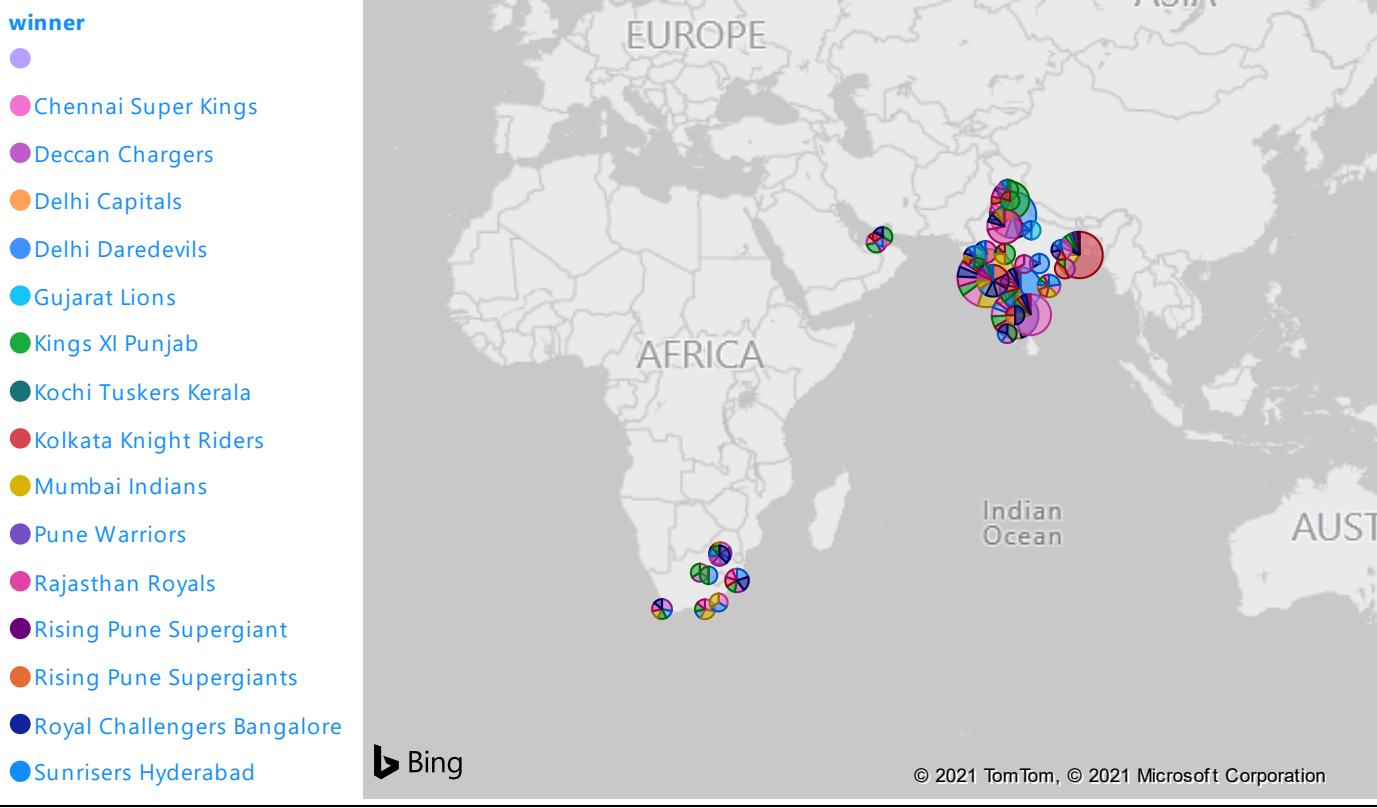 winner
Chennai Super Kings
Deccan Chargers
Delhi Capitals
Delhi Daredevils
Gujarat Lions
Kings XI Punjab
Kochi Tuskers Kerala
Kolkata Knight Riders
Mumbai Indians
Pune Warriors
Rajasthan Royals
Rising Pune Supergiant
Rising Pune Supergiants
Royal Challengers Bangalore
Sunrisers Hyderabad
ASIA
EUROPE
AFRICA
Indian
Ocean
AUST
Bing
© 2021 TomTom, © 2021 Microsoft Corporation